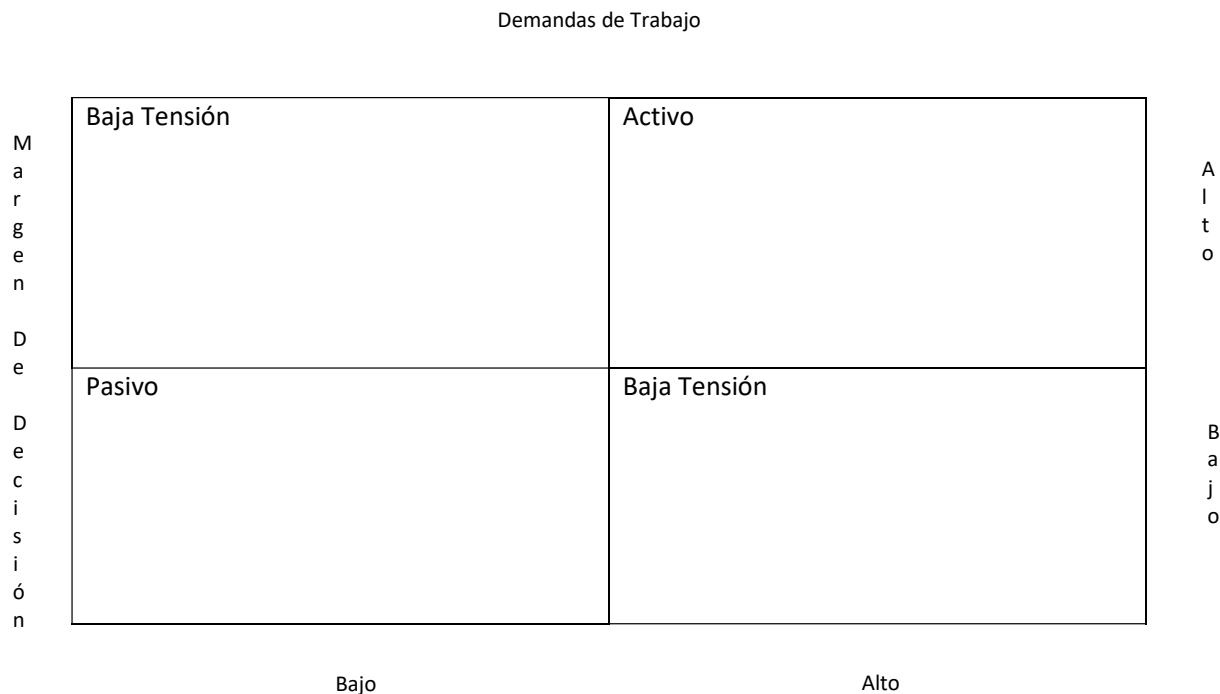 Demandas de Trabajo
Baja Tensión
Activo
Margen De Decisión
Alto
Pasivo
Baja Tensión
Bajo
Bajo
Alto